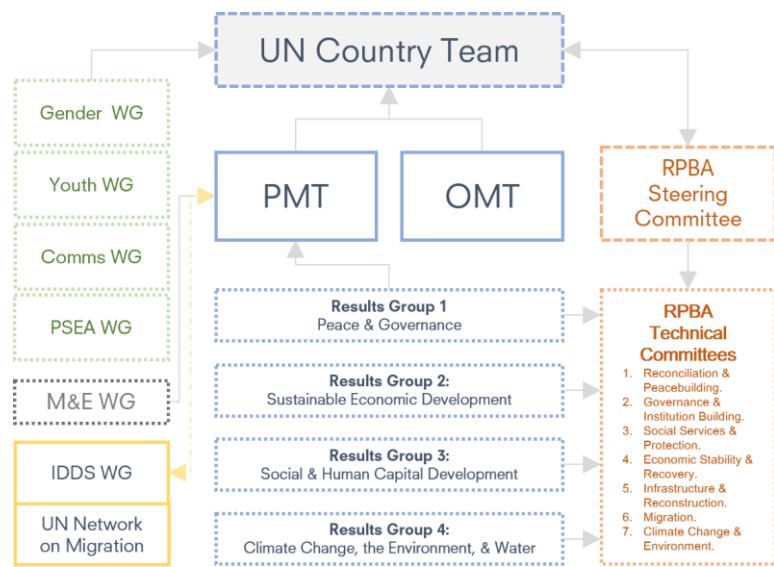 UN Country Team
Gender WG
Youth WG
Comms WG
PSEA WG
M&E WG
IDDS WG
UN Network
on Migration
PMT
OMT
Results Group 1
Peace & Governance
Results Group 2:
Sustainable Economic Development
Results Group 3:
Social & Human Capital Development
Results Group 4:
Climate Change, the Environment, & Water
RPBA
Steering
Committee
RPBA
Technical
Committees
1. Reconciliation &
Peacebuilding.
2. Governance &
Institution Building.
3. Social Services &
Protection.
4. Economic Stability &
Recovery.
5. Infrastructure &
Reconstruction.
6. Migration.
7. Climate Change &
Environment.